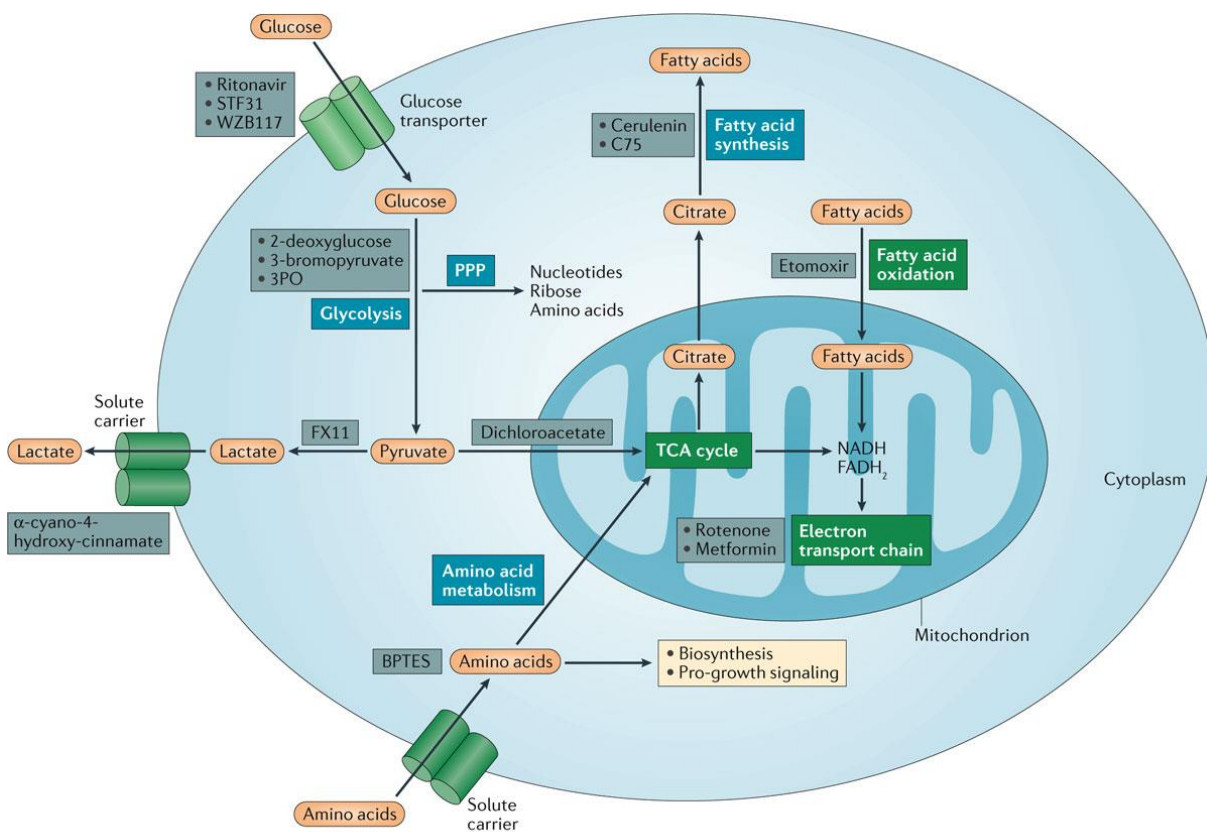 Glucose
• Ritonavir
• STF31
• WZB117
Glucose
transporter
Glucose
• 2-deoxyglucose
• 3-bromopyruvate
• 3PO
PPP
Glycolysis
Nucleotides
Ribose
Amino acids
Fatty acids
• Cerulenin
• C75
Fatty acid
synthesis
Citrate
Fatty acids
Etomoxir
Fatty acid
oxidation
Citrate
Fatty acids
Solute
carrier
Lactate
Lactate
FX11
Pyruvate
Dichloroacetate
TCA cycle
NADH
FADH₂
Cytoplasm
α-cyano-4-
hydroxy-cinnamate
• Rotenone
• Metformin
Electron
transport chain
Amino acid
metabolism
Mitochondrion
BPTES
Amino acids
• Biosynthesis
• Pro-growth signaling
Amino acids
Solute
carrier